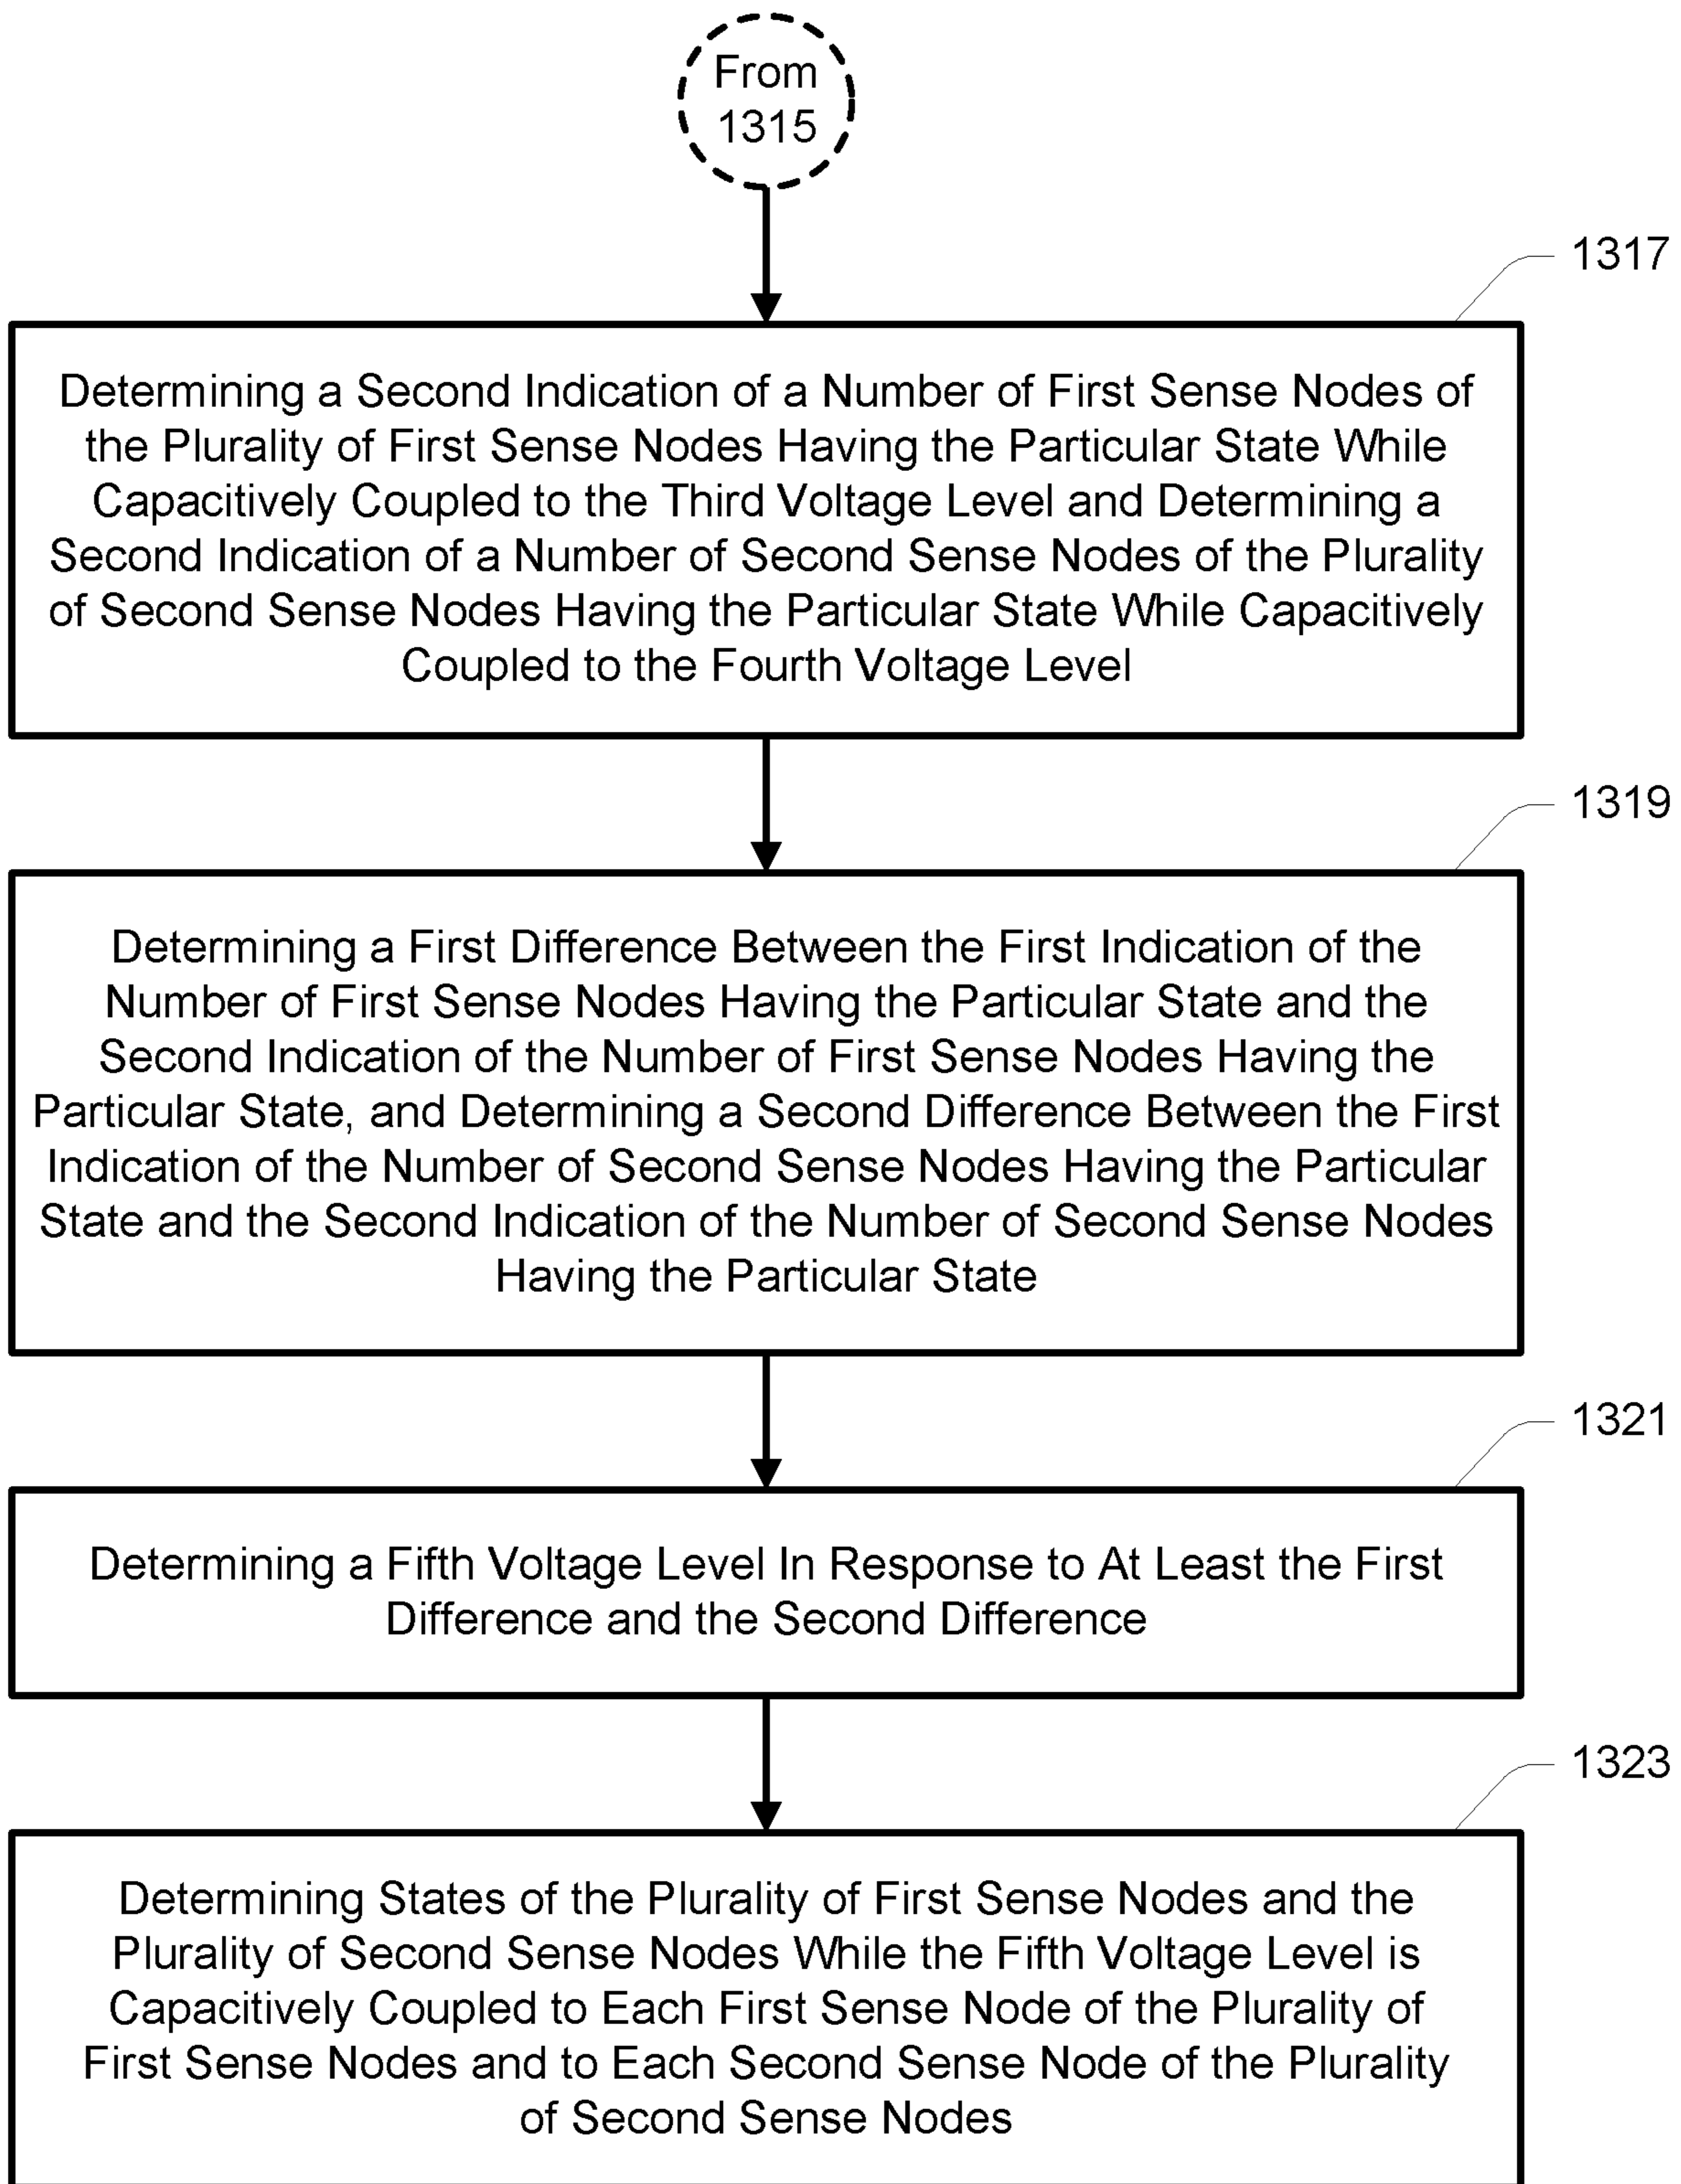 From
1315
1317
Determining a Second Indication of a Number of First Sense Nodes of
the Plurality of First Sense Nodes Having the Particular State While
Capacitively Coupled to the Third Voltage Level and Determining a
Second Indication of a Number of Second Sense Nodes of the Plurality
of Second Sense Nodes Having the Particular State While Capacitively
Coupled to the Fourth Voltage Level
1319
Determining a First Difference Between the First Indication of the
Number of First Sense Nodes Having the Particular State and the
Second Indication of the Number of First Sense Nodes Having the
Particular State, and Determining a Second Difference Between the First
Indication of the Number of Second Sense Nodes Having the Particular
State and the Second Indication of the Number of Second Sense Nodes
Having the Particular State
1321
Determining a Fifth Voltage Level In Response to At Least the First
Difference and the Second Difference
1323
Determining States of the Plurality of First Sense Nodes and the
Plurality of Second Sense Nodes While the Fifth Voltage Level is
Capacitively Coupled to Each First Sense Node of the Plurality of
First Sense Nodes and to Each Second Sense Node of the Plurality
of Second Sense Nodes